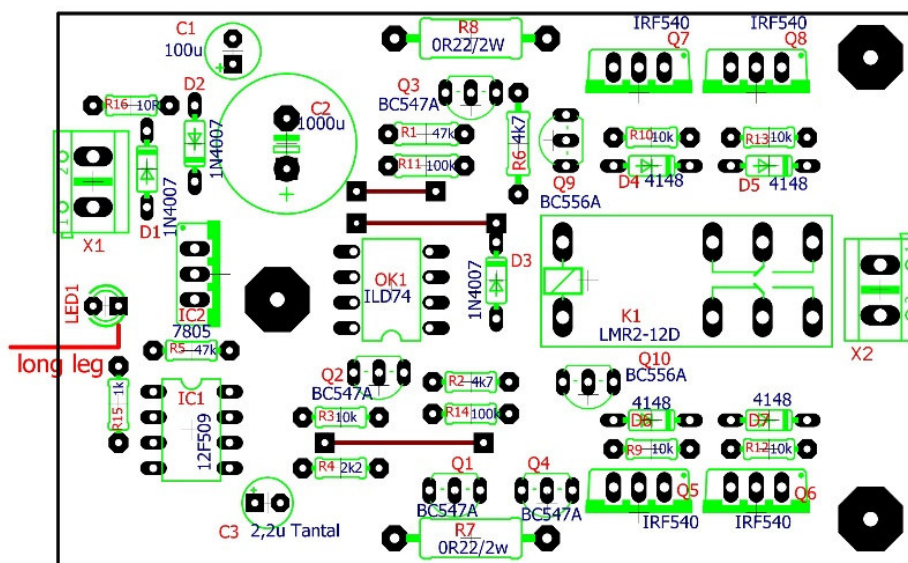 C1
100u
R8
0R22/2W
IRF540
Q7
IRF540
Q8
D2
1N4007
R16 10R
C2
1000u
Q3
BC547A
R1 47k
R11 100k
R6 4k7
Q9
BC556A
R10 10k
R13 10k
D4 4148
D5 4148
2
1
X1
D1
1N4007
IC2
7805
OK1
ILD74
D3
1N4007
K1
LMR2-12D
X2
LED1
long leg
R5 47k
R15 1k
IC1
12F509
Q2
BC547A
R3 10k
R4 2k2
R2 4k7
R14 100k
Q10
BC556A
4148
D6
4148
D7
R9 10k
R12 10k
C3 2,2u Tantal
Q1
BC547A
Q4
BC547A
R7
0R22/2w
Q5
IRF540
Q6
IRF540